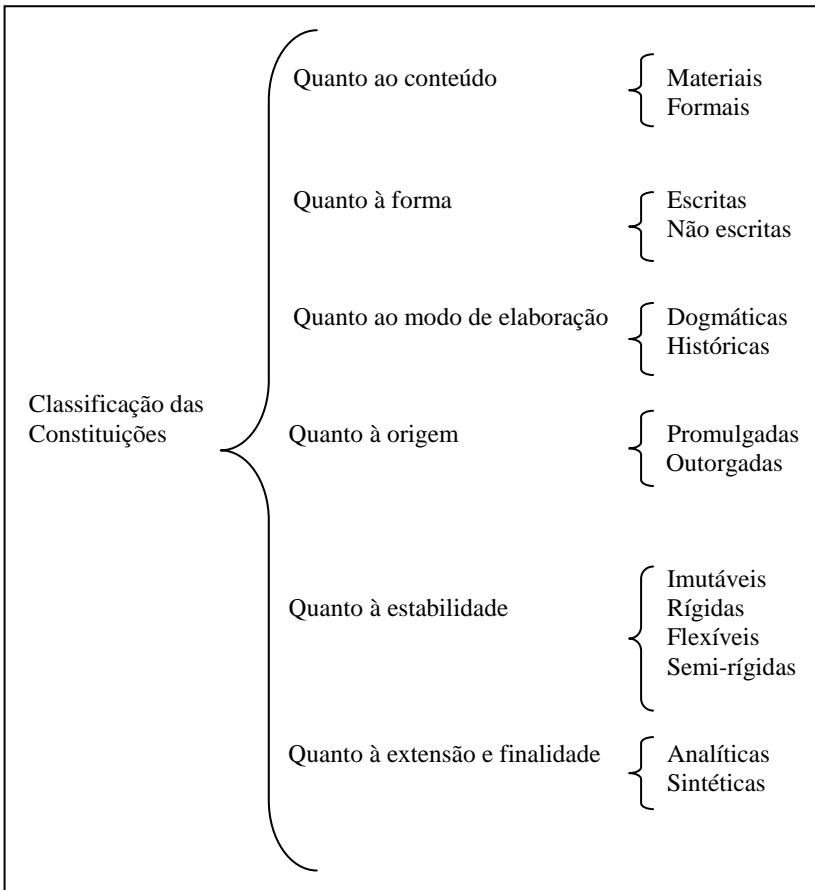 Classificação das
Constituições
Quanto ao conteúdo
Materiais
Formais
Quanto à forma
Escritas
Não escritas
Quanto ao modo de elaboração
Dogmáticas
Históricas
Quanto à origem
Promulgadas
Outorgadas
Quanto à estabilidade
Imutáveis
Rígidas
Flexíveis
Semi-rígidas
Quanto à extensão e finalidade
Analíticas
Sintéticas